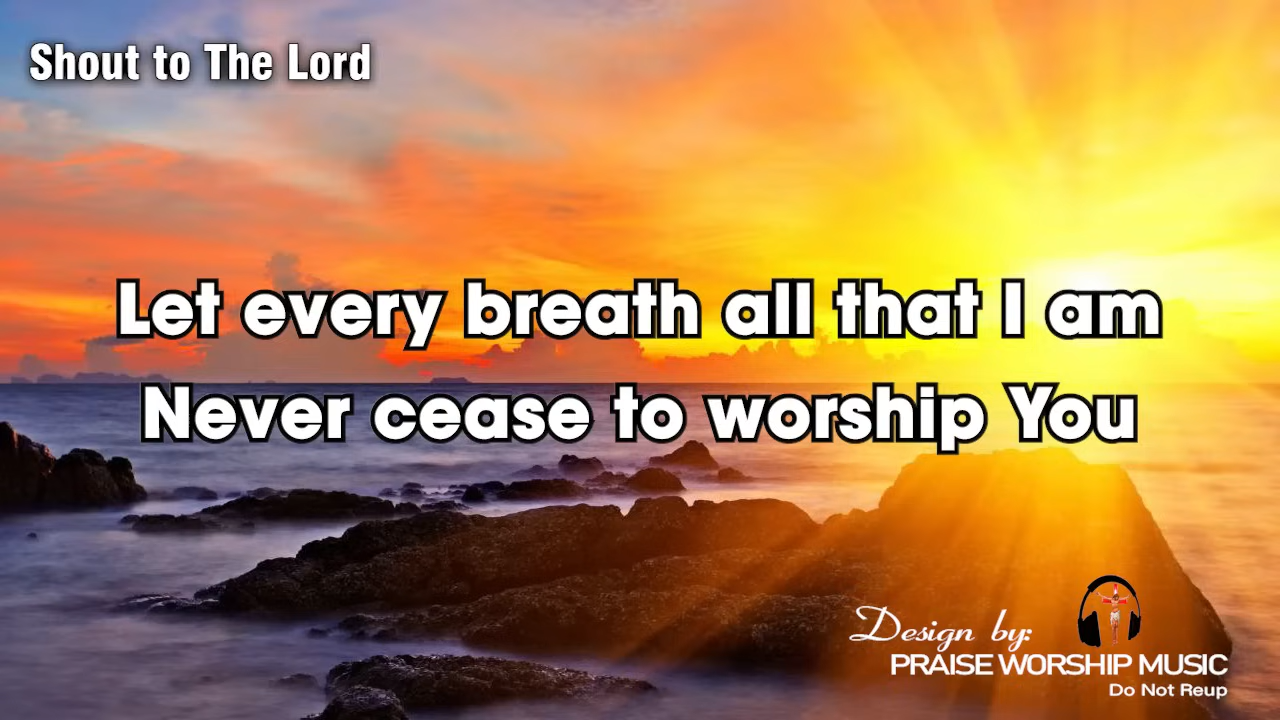 Shout to The Lord
Let every breath all that I am
Never cease to worship You
Design by:
PRAISE WORSHIP MUSIC
Do Not Reup